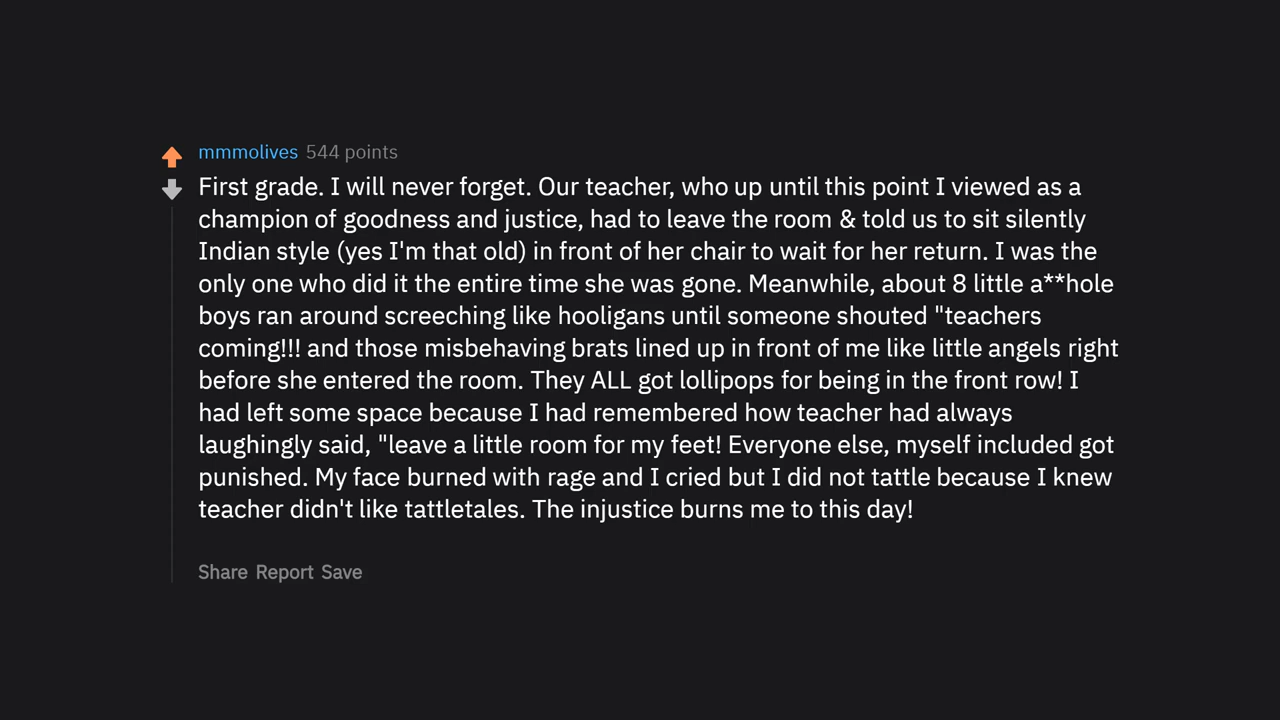 mmmolives 544 points
First grade. I will never forget. Our teacher, who up until this point I viewed as a
champion of goodness and justice, had to leave the room & told us to sit silently
Indian style (yes I'm that old) in front of her chair to wait for her return. I was the
only one who did it the entire time she was gone. Meanwhile, about 8 little a**hole
boys ran around screeching like hooligans until someone shouted "teachers
coming!!! and those misbehaving brats lined up in front of me like little angels right
before she entered the room. They ALL got lollipops for being in the front row! I
had left some space because I had remembered how teacher had always
laughingly said, "leave a little room for my feet! Everyone else, myself included got
punished. My face burned with rage and I cried but I did not tattle because I knew
teacher didn't like tattletales. The injustice burns me to this day!
Share Report Save